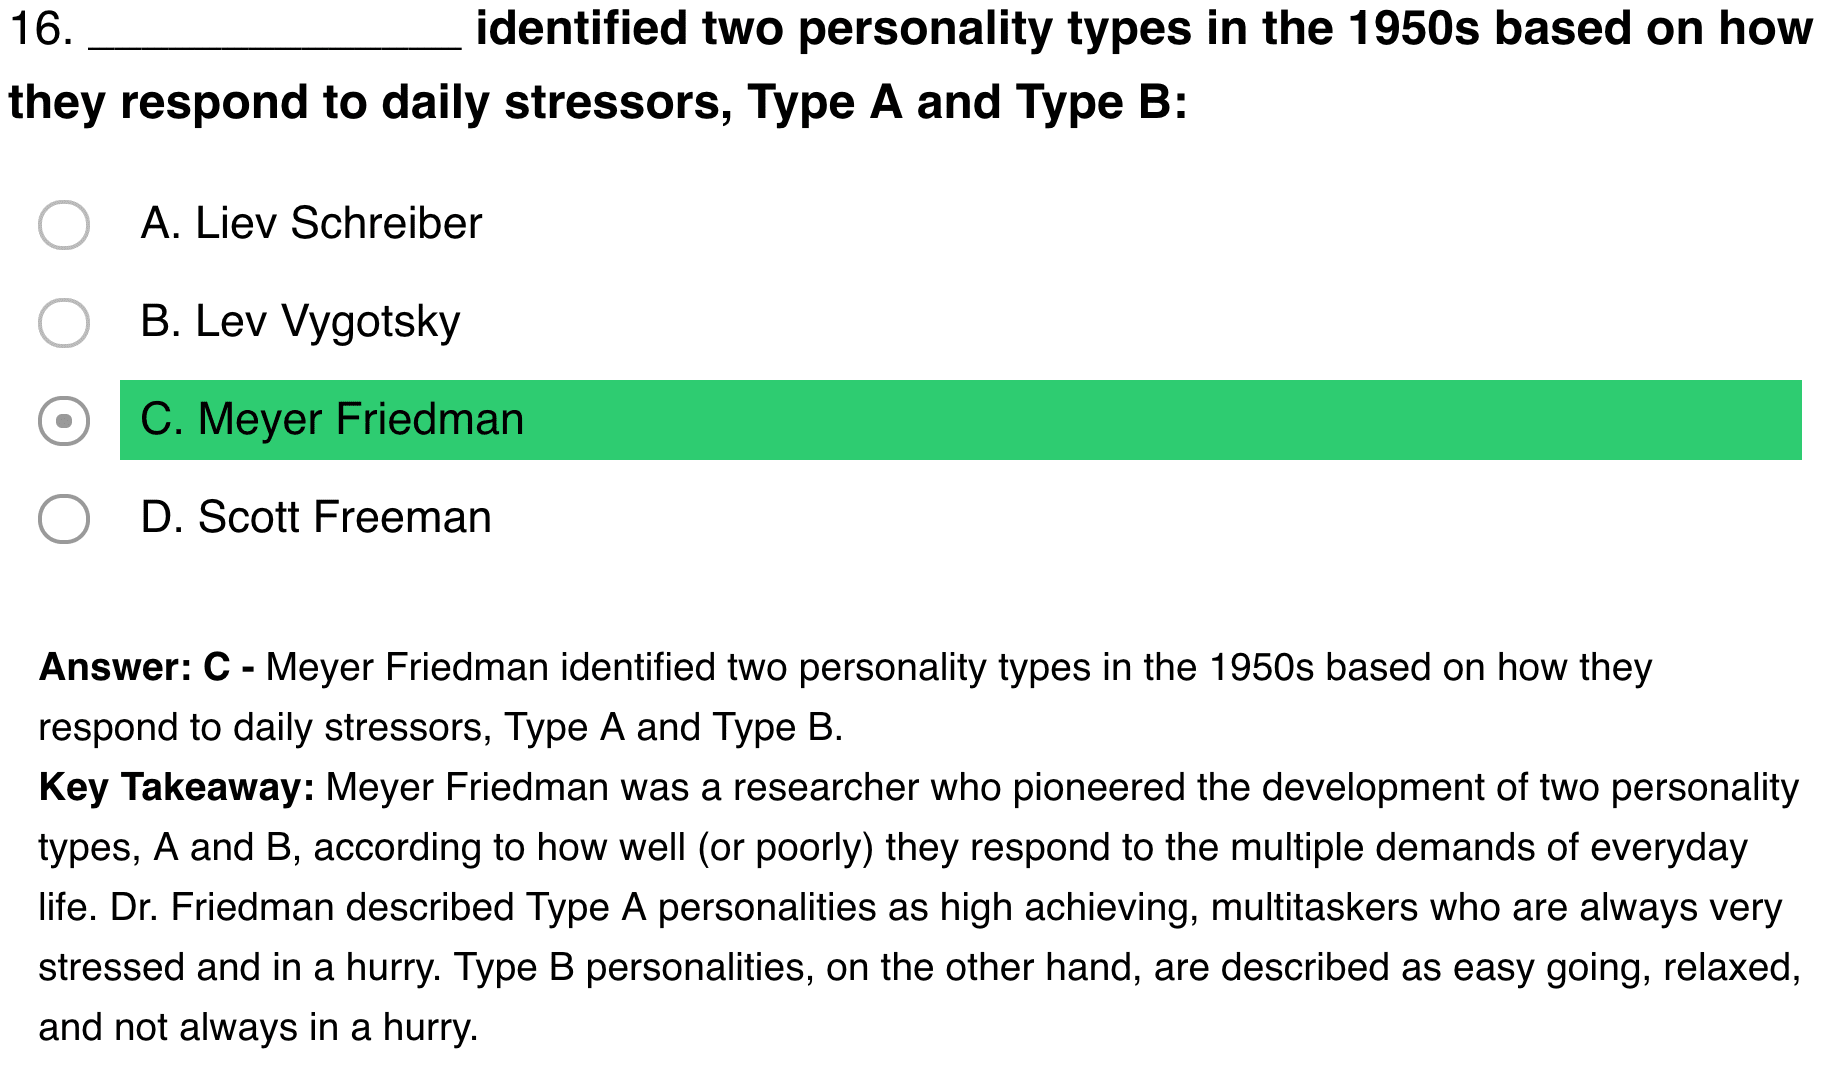 16. ________________ identified two personality types in the 1950s based on how
they respond to daily stressors, Type A and Type B:
A. Liev Schreiber
B. Lev Vygotsky
C. Meyer Friedman
D. Scott Freeman
Answer: C - Meyer Friedman identified two personality types in the 1950s based on how they
respond to daily stressors, Type A and Type B.
Key Takeaway: Meyer Friedman was a researcher who pioneered the development of two personality
types, A and B, according to how well (or poorly) they respond to the multiple demands of everyday
life. Dr. Friedman described Type A personalities as high achieving, multitaskers who are always very
stressed and in a hurry. Type B personalities, on the other hand, are described as easy going, relaxed,
and not always in a hurry.